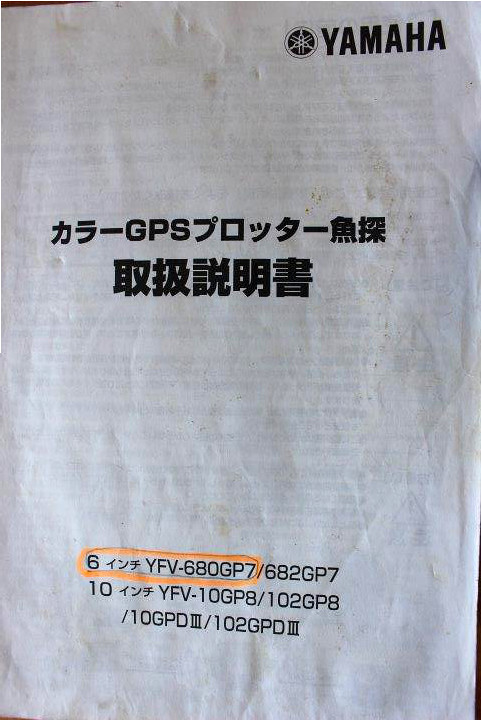 YAMAHA
カラーGPSプロッター魚探
取扱説明書
6 インチ YFV-680GP7/682GP7
10 インチ YFV-10GP8/102GP8
/10GPDⅢ/102GPDⅢ